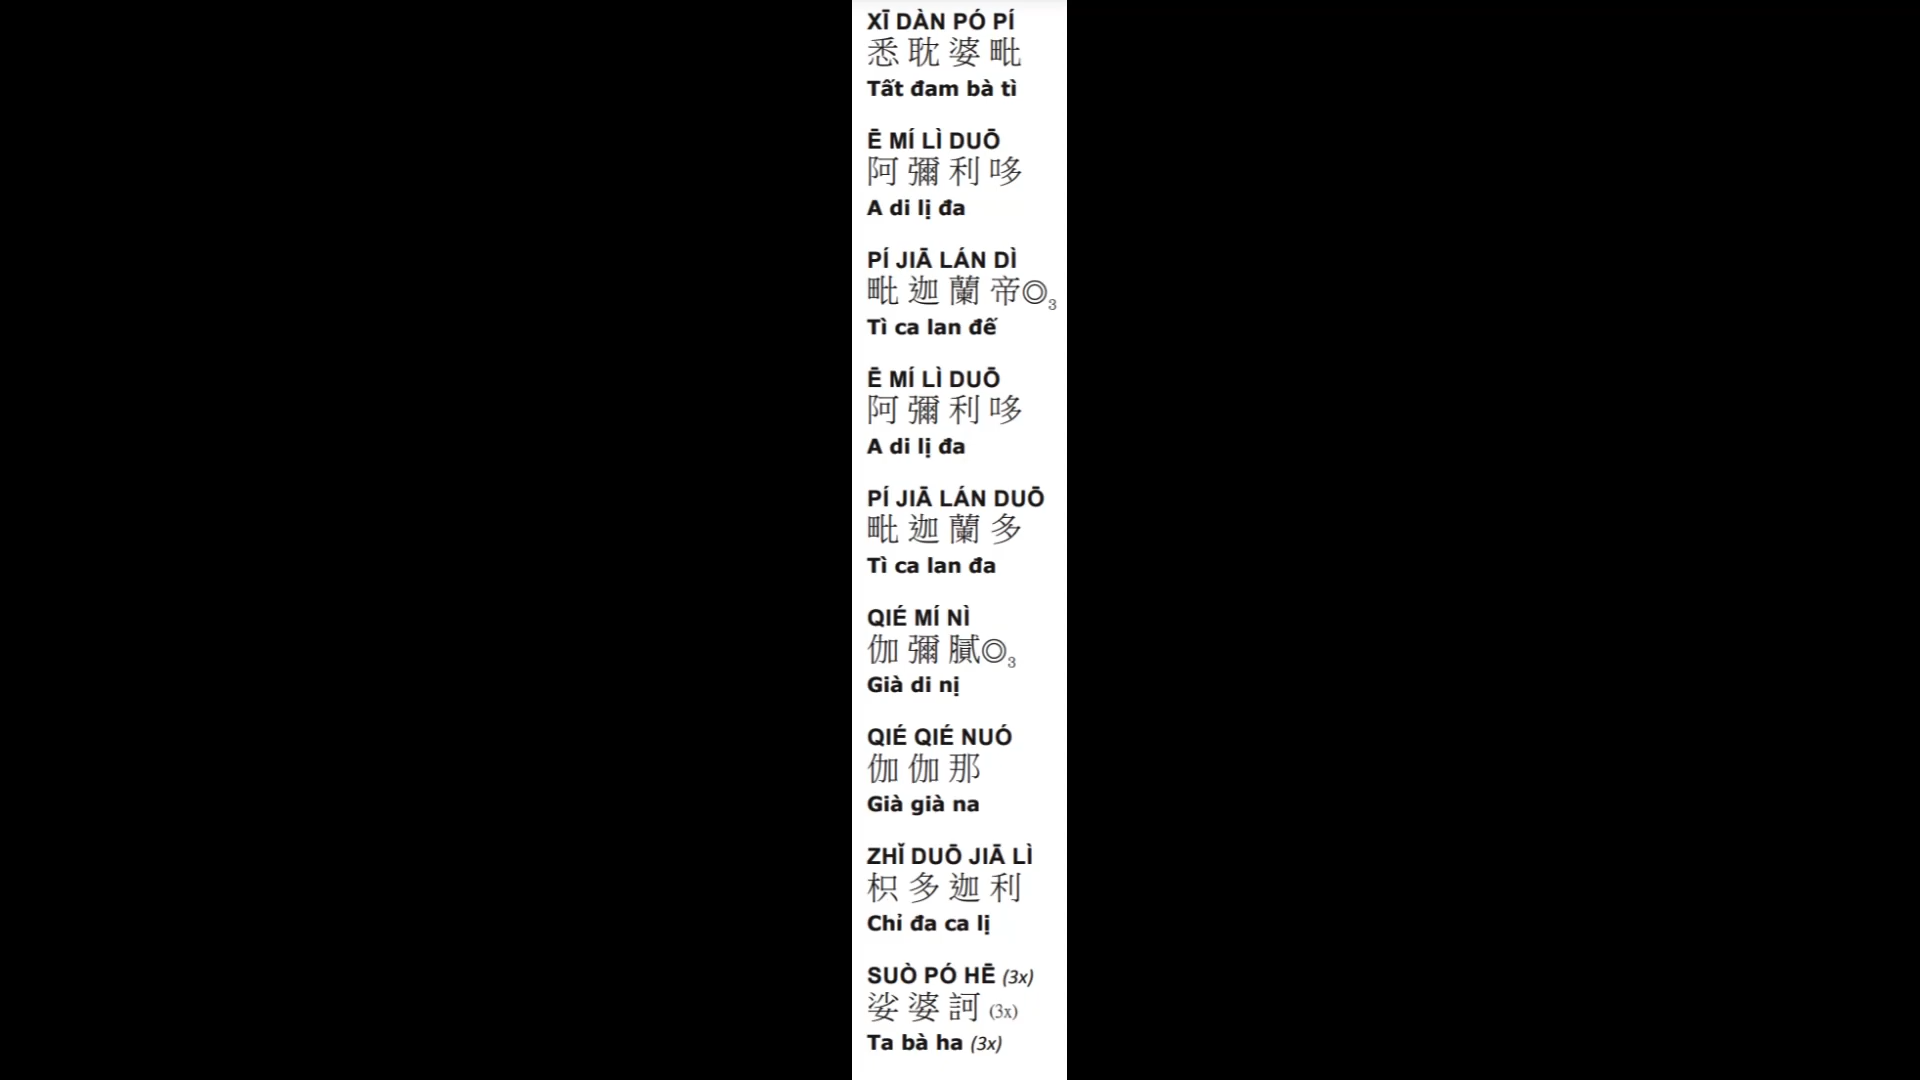 XĪ DÀN PÓ PÍ
悉 耽 婆 毗
Tất đam bà tì
Ē MÍ LÌ DUŌ
阿 彌 利 哆
A di lị đa
PÍ JIĀ LÁN DÌ
毗 迦 蘭 帝◎3
Tì ca lan đế
Ē MÍ LÌ DUŌ
阿 彌 利 哆
A di lị đa
PÍ JIĀ LÁN DUŌ
毗 迦 蘭 多
Tì ca lan đa
QIÉ MÍ NÌ
伽 彌 膩◎3
Già di nị
QIÉ QIÉ NUÓ
伽 伽 那
Già già na
ZHǏ DUŌ JIĀ LÌ
枳 多 迦 利
Chỉ đa ca lị
SUÒ PÓ HĒ (3x)
娑 婆 訶 (3x)
Ta bà ha (3x)